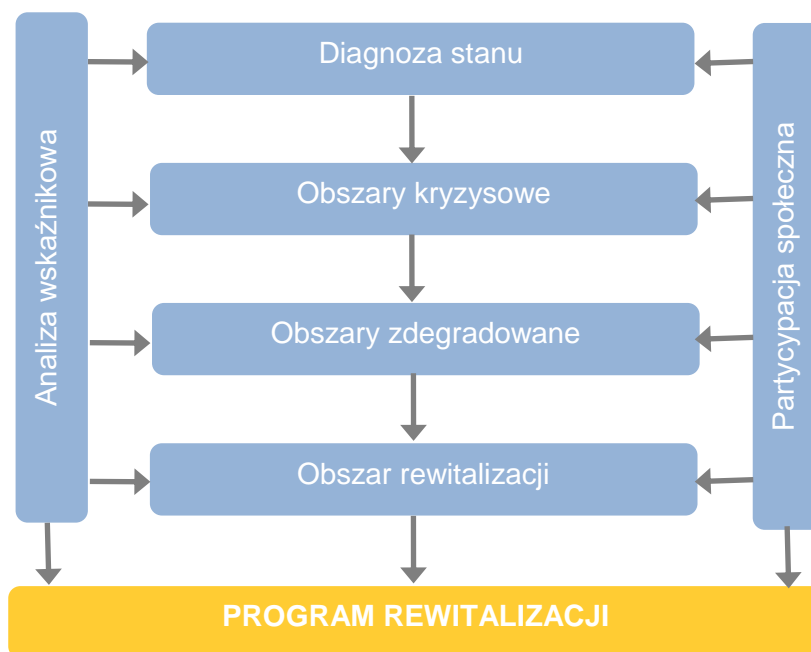 Diagnoza stanu
Analiza wskaźnikowa
Partycypacja społeczna
Obszary kryzysowe
Obszary zdegradowane
Obszar rewitalizacji
PROGRAM REWITALIZACJI